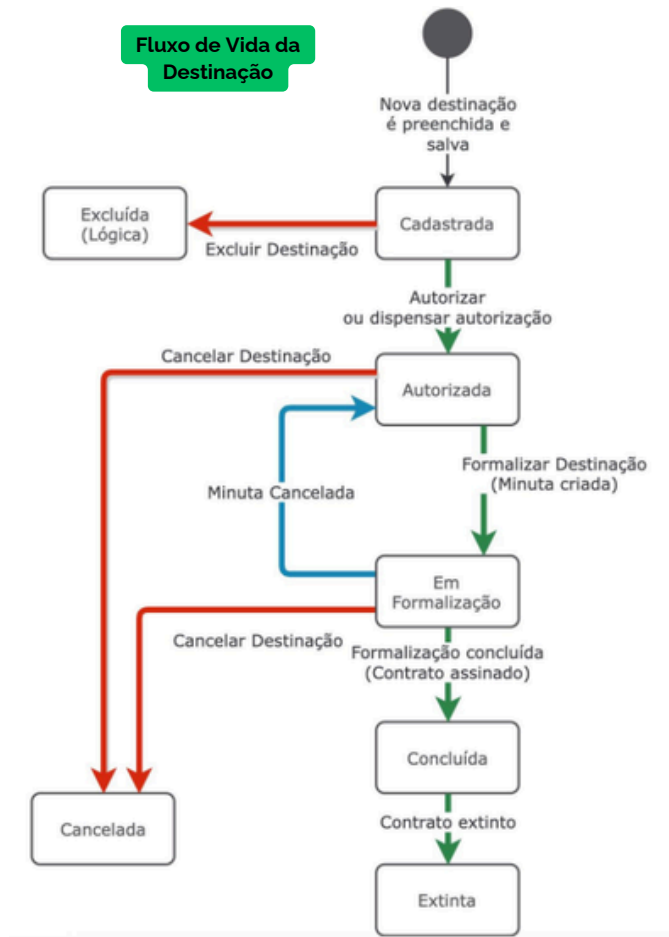 Fluxo de Vida da
Destinação
Nova destinação
é preenchida e
salva
Excluída
(Lógica)
Cadastrada
Excluir Destinação
Autorizar
ou dispensar autorização
Cancelar Destinação
Autorizada
Formalizar Destinação
(Minuta criada)
Minuta Cancelada
Em
Formalização
Cancelar Destinação
Formalização concluída
(Contrato assinado)
Concluída
Cancelada
Contrato extinto
Extinta